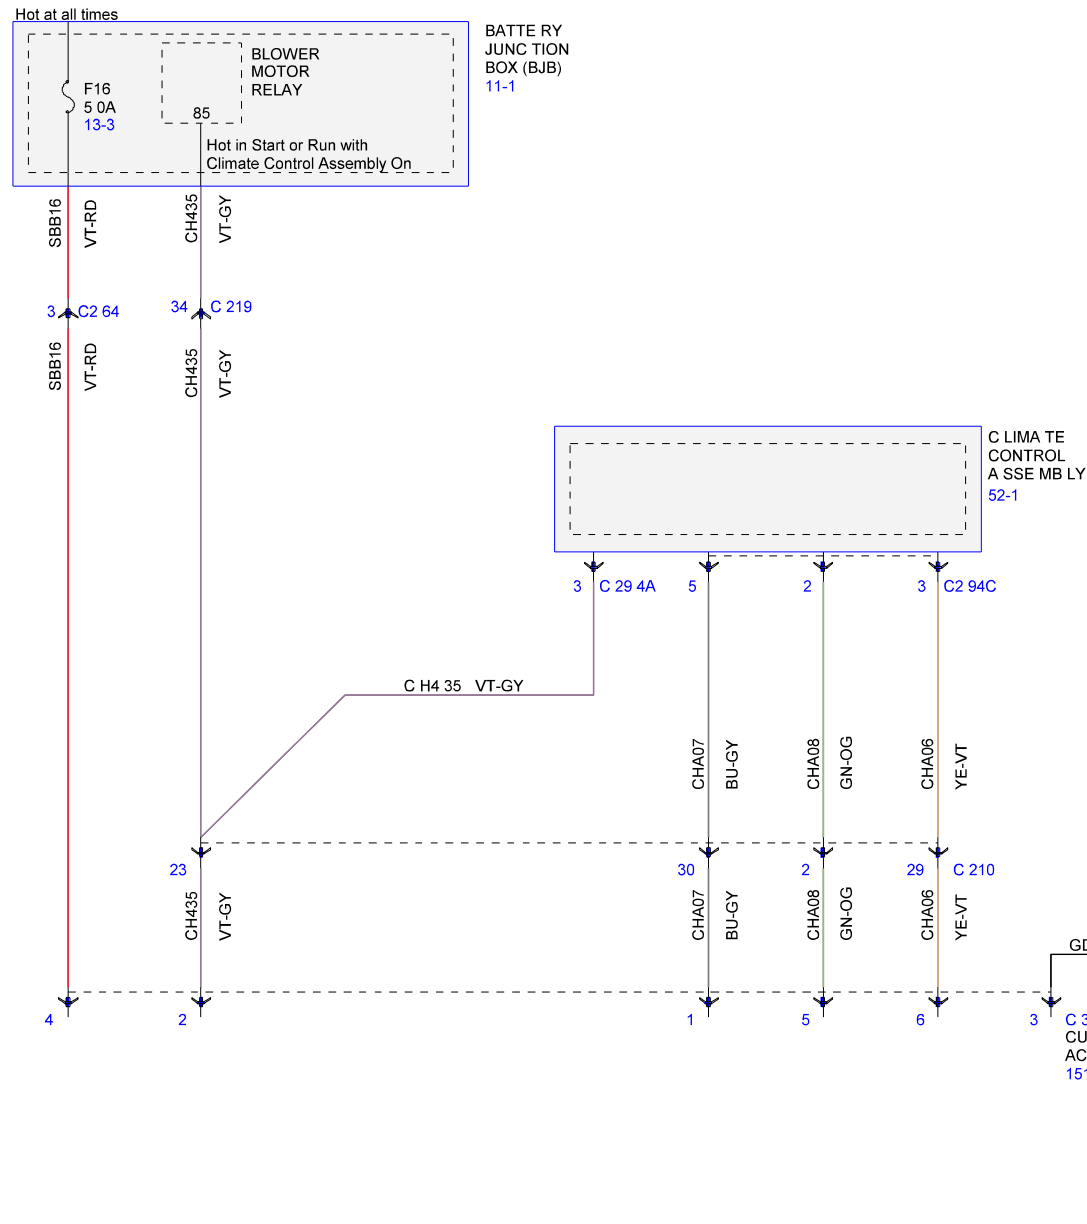 Hot at all times
BATTE RY
JUNC TION
BOX (BJB)
11-1
BLOWER
MOTOR
RELAY
F16
5 0A
13-3
85
Hot in Start or Run with
Climate Control Assembly On
SBB16
VT-RD
CH435
VT-GY
3
C2 64
34
C 219
SBB16
VT-RD
CH435
VT-GY
C LIMA TE
CONTROL
A SSE MB LY
52-1
3
C 29 4A
5
2
3
C2 94C
C H4 35
VT-GY
CHA07
BU-GY
CHA08
GN-OG
CHA06
YE-VT
23
30
2
29
C 210
CH435
VT-GY
CHA07
BU-GY
CHA08
GN-OG
CHA06
YE-VT
GD
4
2
1
5
6
3
C 3
CU
AC
151